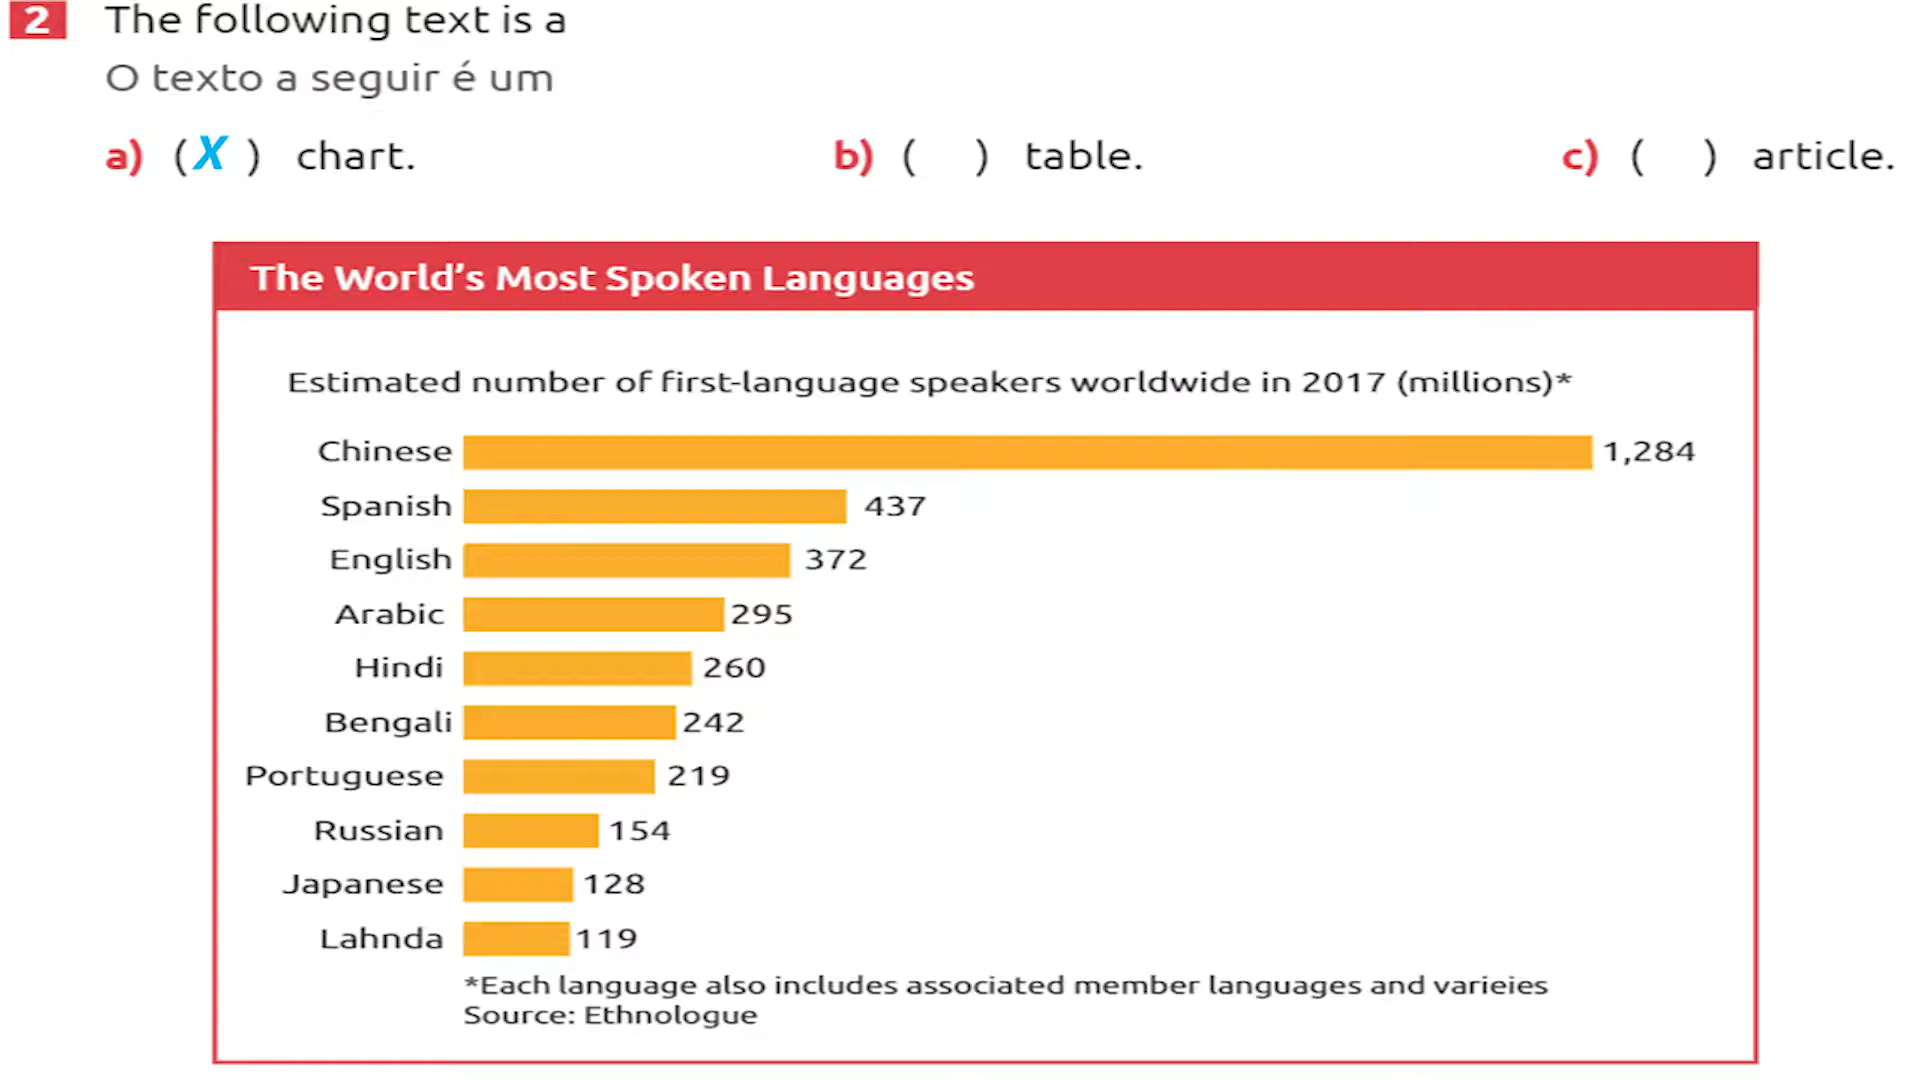 2 The following text is a
O texto a seguir é um
a) (X) chart. b) ( ) table. c) ( ) article.
The World's Most Spoken Languages
Estimated number of first-language speakers worldwide in 2017 (millions)*
Chinese 1,284
Spanish 437
English 372
Arabic 295
Hindi 260
Bengali 242
Portuguese 219
Russian 154
Japanese 128
Lahnda 119
*Each language also includes associated member languages and varieies
Source: Ethnologue